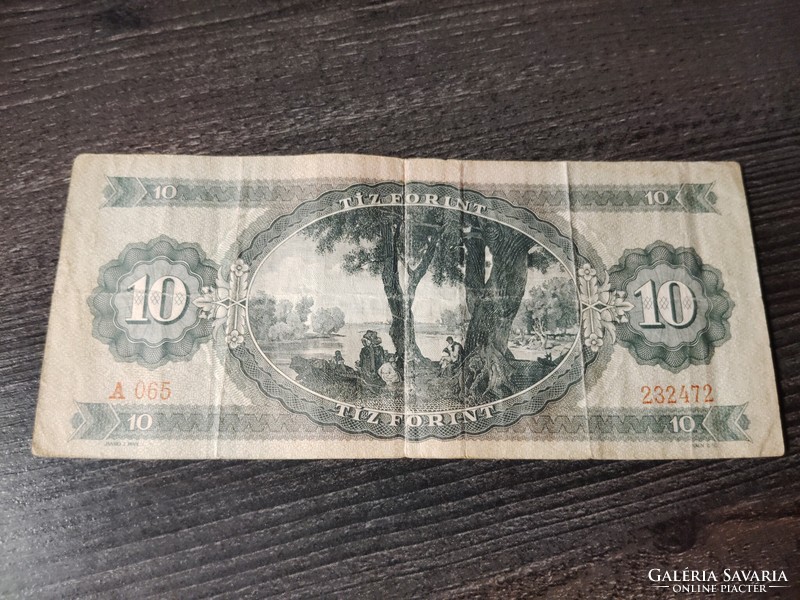 10
TÍZ FORINT
10
10
10
A 065
232472
10
TÍZ FORINT
10
GALÉRIA SAVARIA
ONLINE PIACTÉR